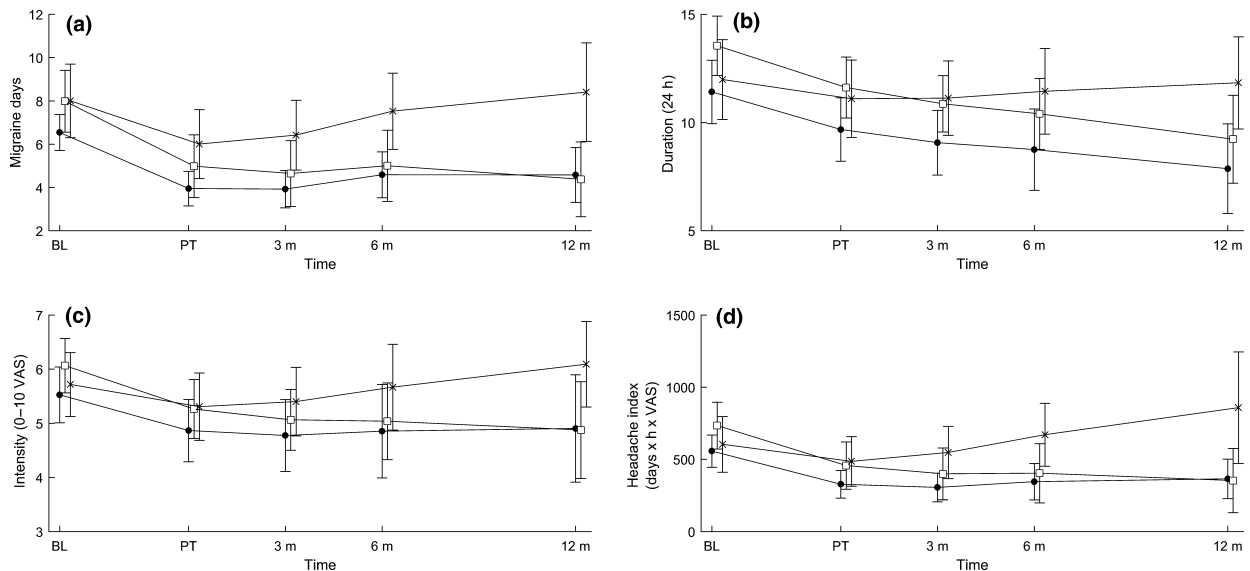 (a)
Migraine days
12
10
8
6
4
2
BL PT 3 m 6 m 12 m
Time
(b)
Duration (24 h)
15
10
5
BL PT 3 m 6 m 12 m
Time
(c)
Intensity (0–10 VAS)
7
6
5
4
3
BL PT 3 m 6 m 12 m
Time
(d)
Headache index
(days x h x VAS)
1500
1000
500
0
BL PT 3 m 6 m 12 m
Time